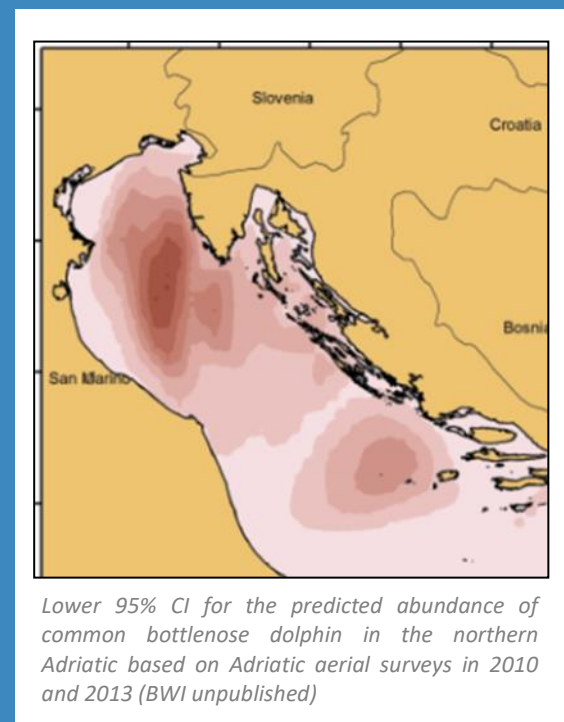 Slovenia
Croatia
Bosnia
San Marino
Lower 95% CI for the predicted abundance of
common bottlenose dolphin in the northern
Adriatic based on Adriatic aerial surveys in 2010
and 2013 (BWI unpublished)